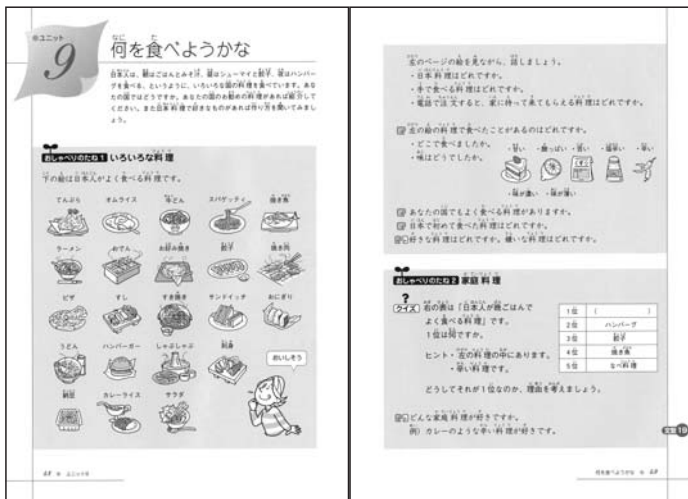 ユニット
9
何を食べようかな
日本人は、朝はごはんとみそ汁、昼はシューマイと餃子、夜はハンバー
グを食べる、というように、いろいろな国の料理を食べています。あな
たの国ではどうですか。あなたの国のお勧めの料理があれば紹介して
ください。また日本料理で好きなものがあれば作り方を聞いてみまし
ょう。
おしゃべりのたね1 いろいろな料理
下の絵は日本人がよく食べる料理です。
てんぷら オムライス 牛どん スパゲッティ 焼き魚
ラーメン おでん お好み焼き 餃子 焼き肉
ピザ すし すき焼き サンドイッチ おにぎり
うどん ハンバーガー しゃぶしゃぶ 刺身
おいしそう
納豆 カレーライス サラダ
68 ユニット9
左のページの絵を見ながら、話しましょう。
・日本料理はどれですか。
・手で食べる料理はどれですか。
・電話で注文すると、家に持って来てもらえる料理はどれですか。
左の絵の料理で食べたことがあるのはどれですか。
・どこで食べましたか。
・味はどうでしたか。
・甘い ・酸っぱい ・苦い ・塩辛い ・辛い
・味が濃い ・味が薄い
あなたの国でもよく食べる料理がありますか。
日本で初めて食べた料理はどれですか。
好きな料理はどれですか。嫌いな料理はどれですか。
おしゃべりのたね2 家庭料理
?
クイズ 右の表は「日本人が晩ごはんで
よく食べる料理」です。
1位は何ですか。
ヒント・左の料理の中にあります。
・辛い料理です。
1位 ( )
2位 ハンバーグ
3位 餃子
4位 焼き魚
5位 なべ料理
どうしてそれが1位なのか、理由を考えましょう。
どんな家庭料理が好きですか。
例)カレーのような辛い料理が好きです。
文型19
何を食べようかな 69